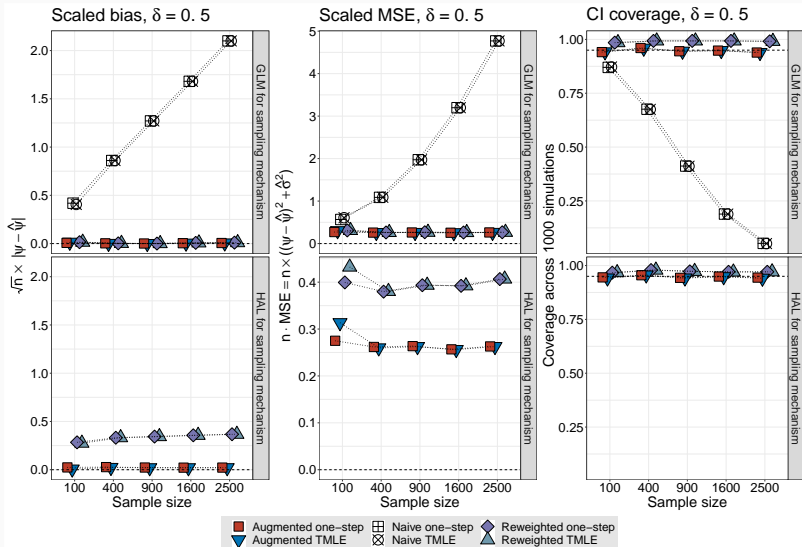 Scaled bias, δ = 0. 5
Scaled MSE, δ = 0. 5
CI coverage, δ = 0. 5
√n × |ψ − ψ̂|
2.0
1.5
1.0
0.5
0.0
GLM for sampling mechanism
2.0
1.5
1.0
0.5
0.0
HAL for sampling mechanism
100 400 900 1600 2500
Sample size
n ⋅ MSE = n × ((ψ − ψ̂)² + σ̂²)
5
4
3
2
1
0
GLM for sampling mechanism
0.4
0.3
0.2
0.1
0.0
HAL for sampling mechanism
100 400 900 1600 2500
Sample size
Coverage across 1000 simulations
1.00
0.75
0.50
0.25
GLM for sampling mechanism
1.00
0.75
0.50
0.25
HAL for sampling mechanism
100 400 900 1600 2500
Sample size
Augmented one−step Naive one−step Reweighted one−step
Augmented TMLE Naive TMLE Reweighted TMLE